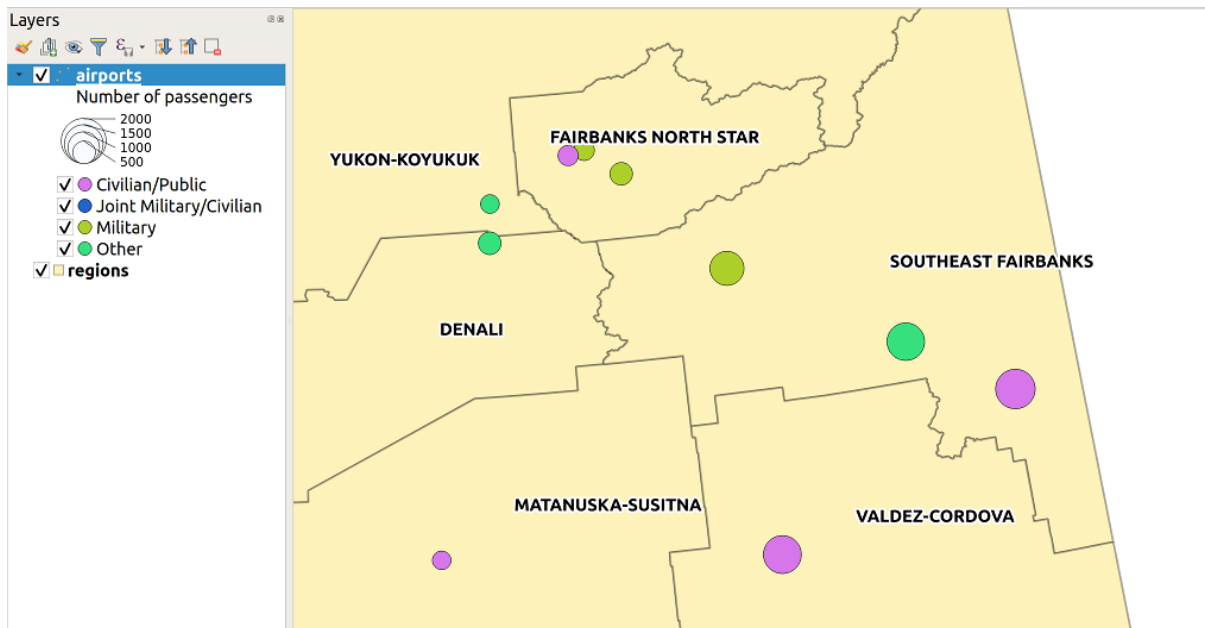 Layers
airports
Number of passengers
2000
1500
1000
500
Civilian/Public
Joint Military/Civilian
Military
Other
regions
FAIRBANKS NORTH STAR
YUKON-KOYUKUK
SOUTHEAST FAIRBANKS
DENALI
MATANUSKA-SUSITNA
VALDEZ-CORDOVA